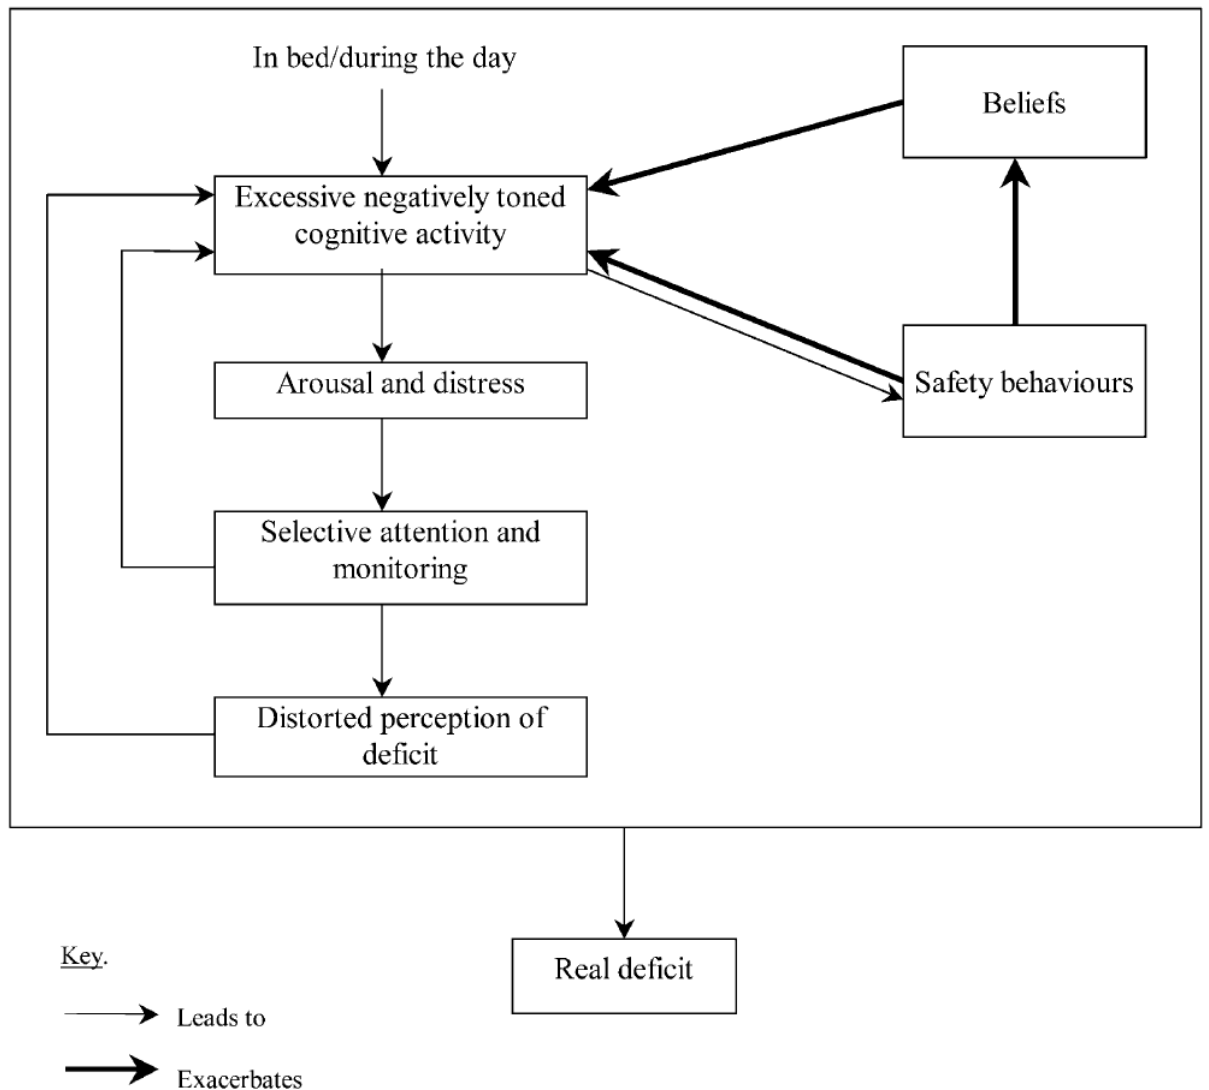 In bed/during the day
Beliefs
Excessive negatively toned
cognitive activity
Arousal and distress
Safety behaviours
Selective attention and
monitoring
Distorted perception of
deficit
Real deficit
Key.
Leads to
Exacerbates